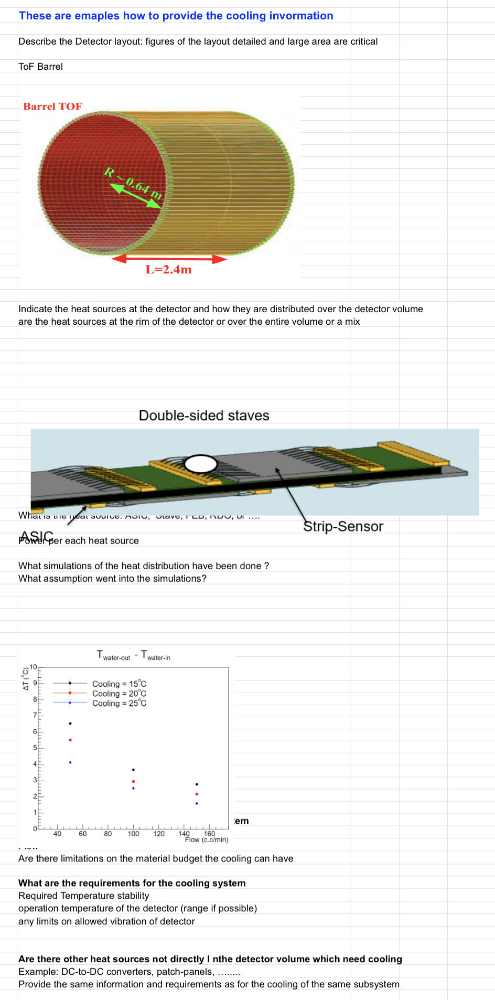 These are emaples how to provide the cooling invormation
Describe the Detector layout: figures of the layout detailed and large area are critical
ToF Barrel
Barrel TOF
R ~ 0.64 m
L=2.4m
Indicate the heat sources at the detector and how they are distributed over the detector volume
are the heat sources at the rim of the detector or over the entire volume or a mix
Double-sided staves
What is the heat source: ASIC, Stave, FEB, RDO, or ....
Strip-Sensor
ASIC
Power per each heat source
What simulations of the heat distribution have been done ?
What assumption went into the simulations?
T water-out - T water-in
ΔT (°C)
10
9
8
7
6
5
4
3
2
1
0
Cooling = 15°C
Cooling = 20°C
Cooling = 25°C
40 60 80 100 120 140 160
Flow (c.c/min)
em
Are there limitations on the material budget the cooling can have
What are the requirements for the cooling system
Required Temperature stability
operation temperature of the detector (range if possible)
any limits on allowed vibration of detector
Are there other heat sources not directly I nthe detector volume which need cooling
Example: DC-to-DC converters, patch-panels, ........
Provide the same information and requirements as for the cooling of the same subsystem